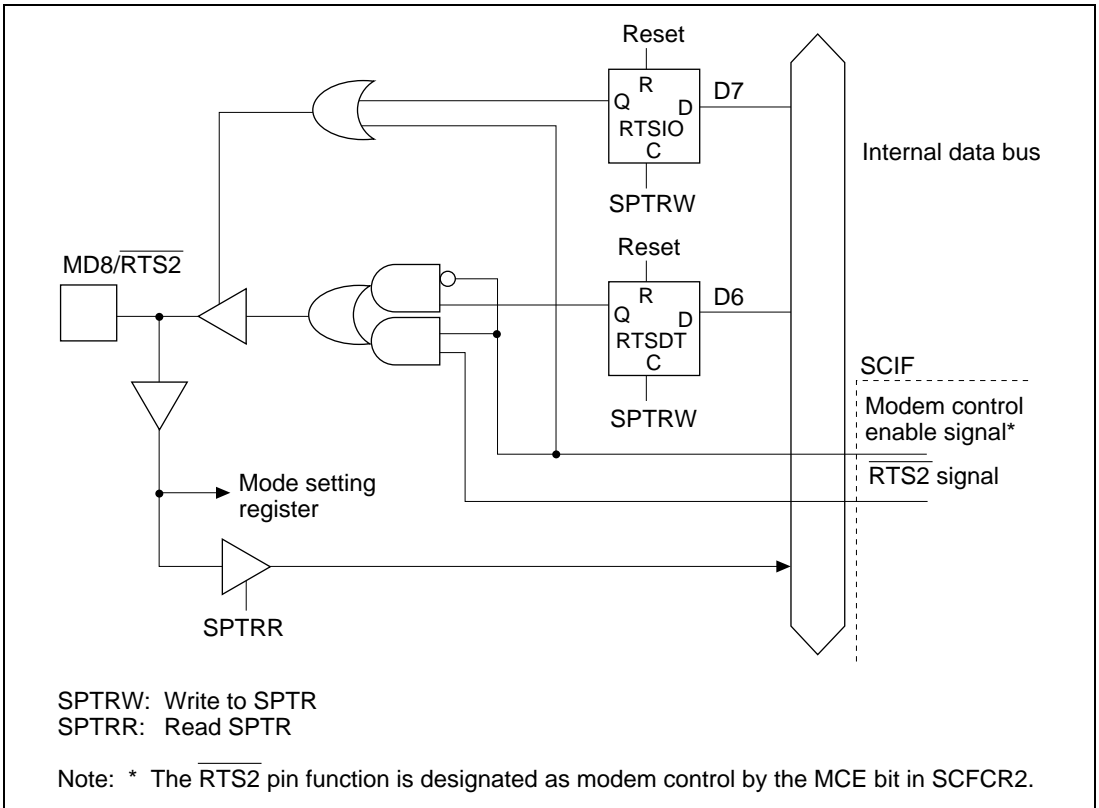 Reset
R
D7
Q
D
RTSIO
C
Internal data bus
SPTRW
Reset
MD8/RTS2
R
D6
Q
D
RTSDT
C
SCIF
SPTRW
Modem control
enable signal*
RTS2 signal
Mode setting
register
SPTRR
SPTRW: Write to SPTR
SPTRR: Read SPTR
Note: * The RTS2 pin function is designated as modem control by the MCE bit in SCFCR2.